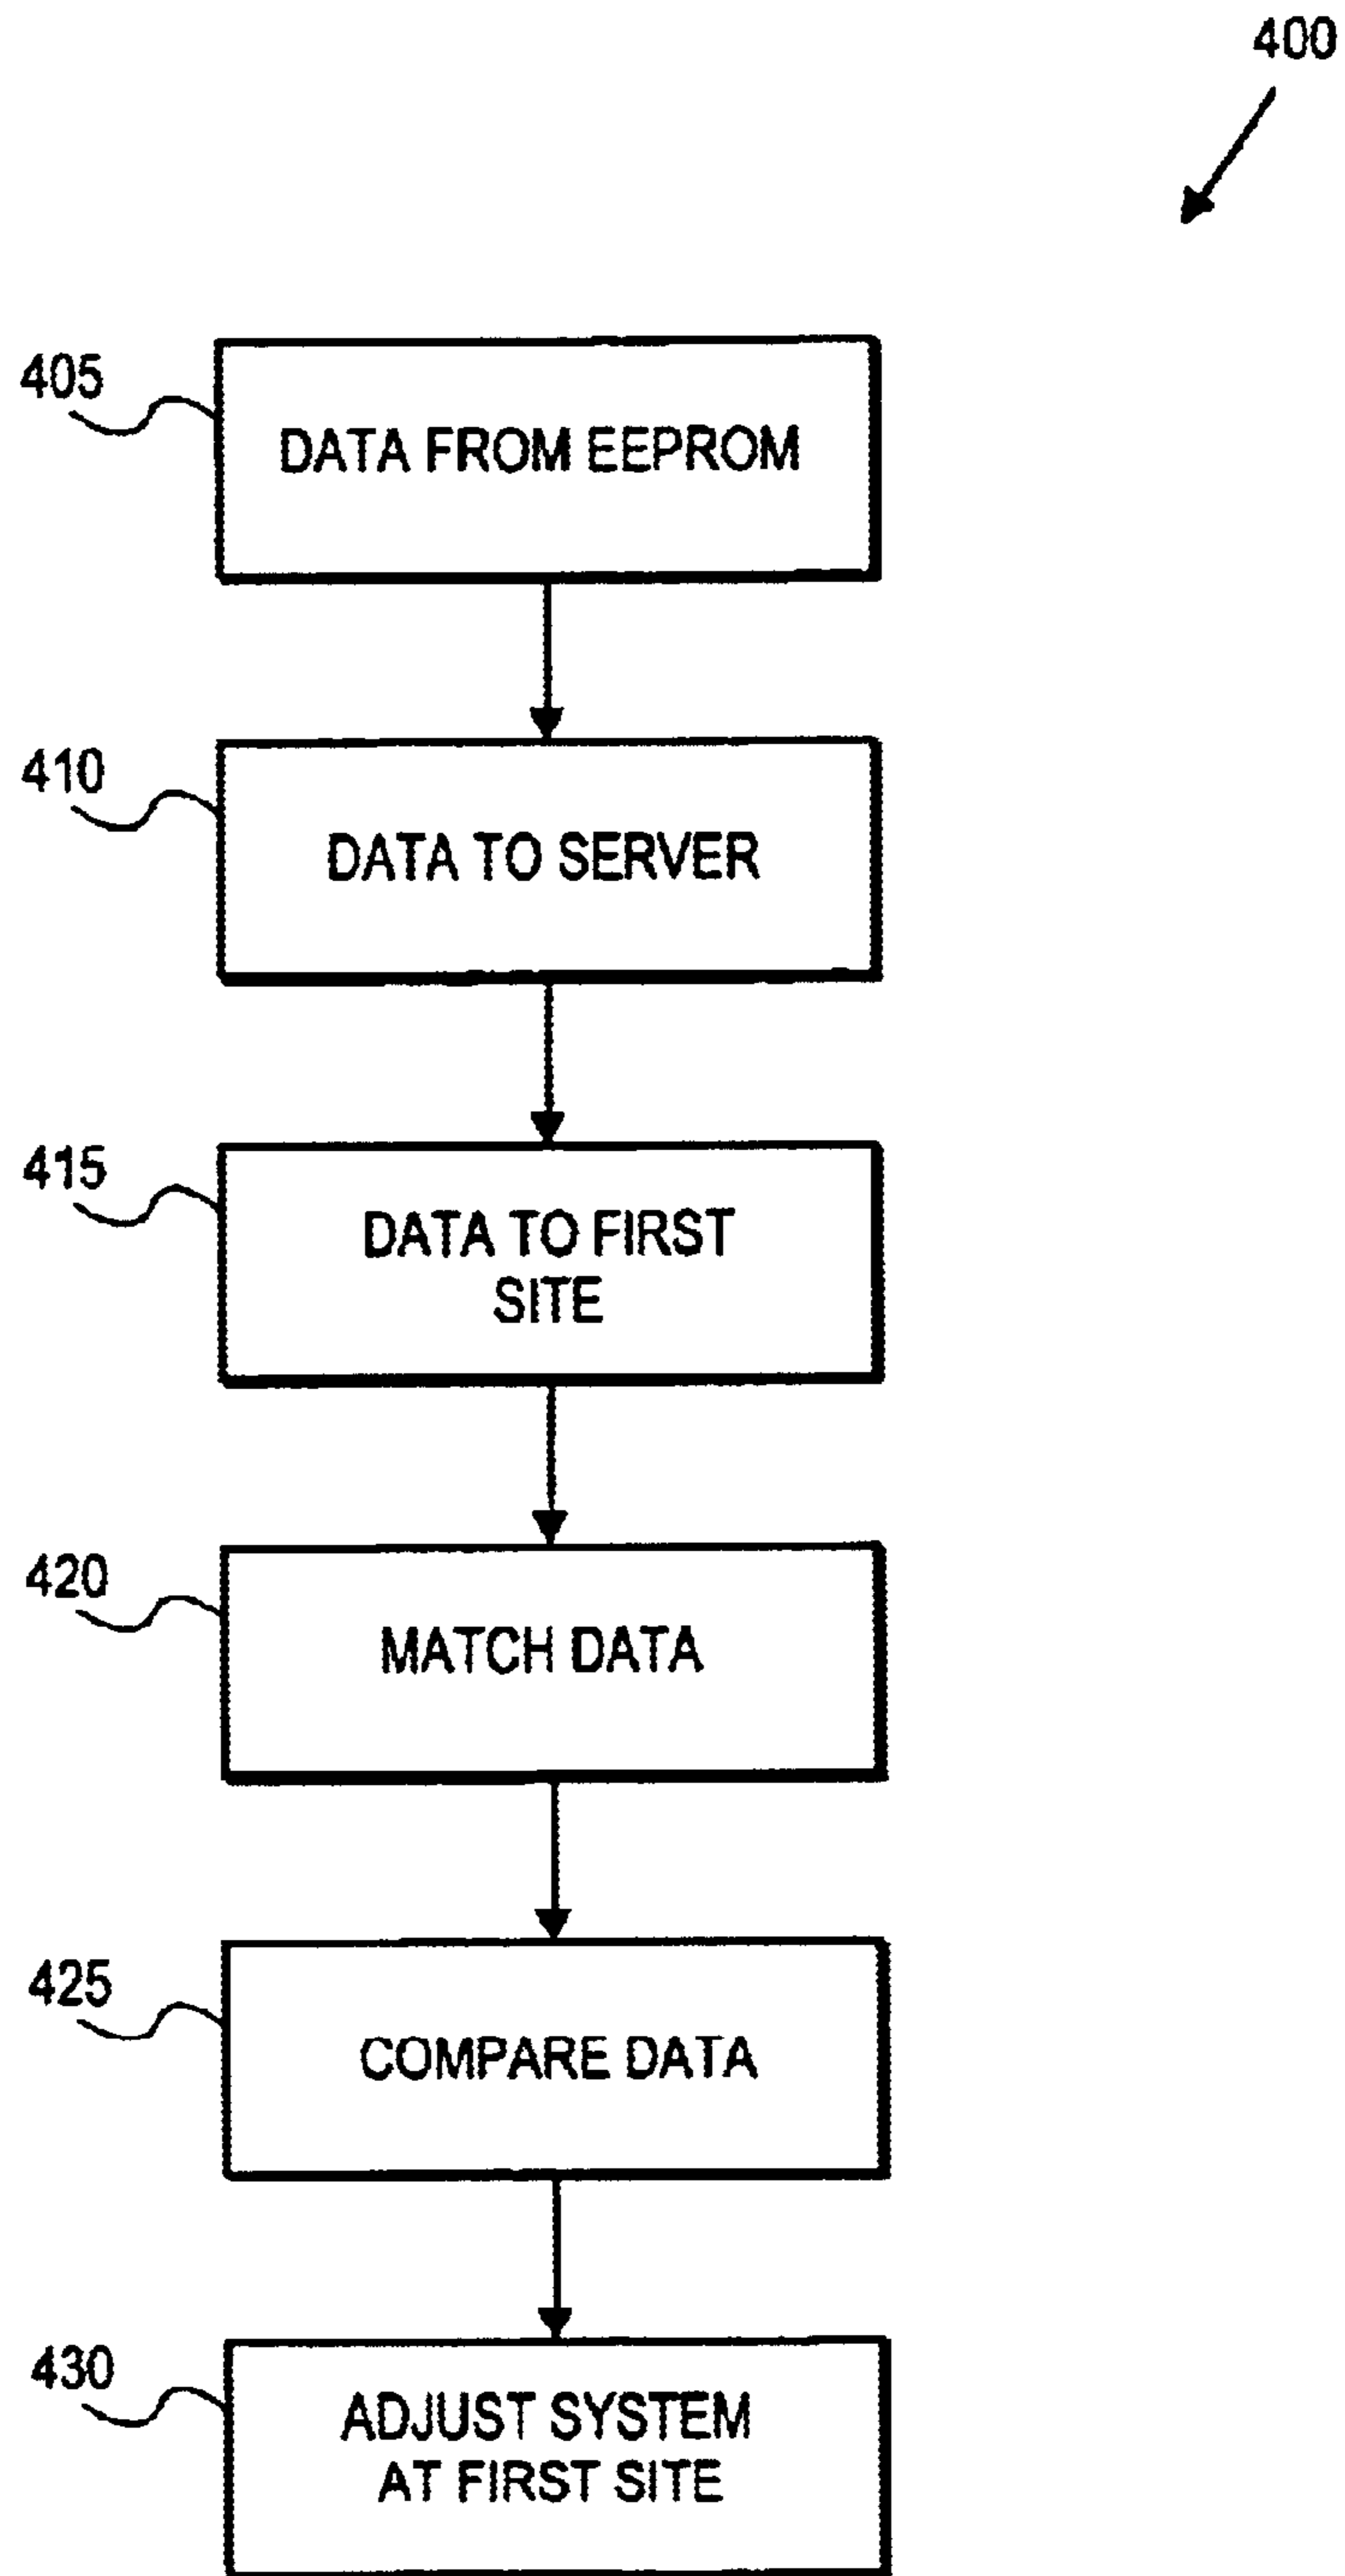 400
405
DATA FROM EEPROM
410
DATA TO SERVER
415
DATA TO FIRST
SITE
420
MATCH DATA
425
COMPARE DATA
430
ADJUST SYSTEM
AT FIRST SITE